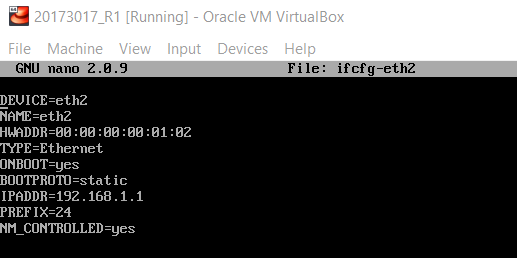 20173017_R1 [Running] - Oracle VM VirtualBox
File Machine View Input Devices Help
GNU nano 2.0.9 File: ifcfg-eth2
DEVICE=eth2
NAME=eth2
HWADDR=00:00:00:00:01:02
TYPE=Ethernet
ONBOOT=yes
BOOTPROTO=static
IPADDR=192.168.1.1
PREFIX=24
NM_CONTROLLED=yes